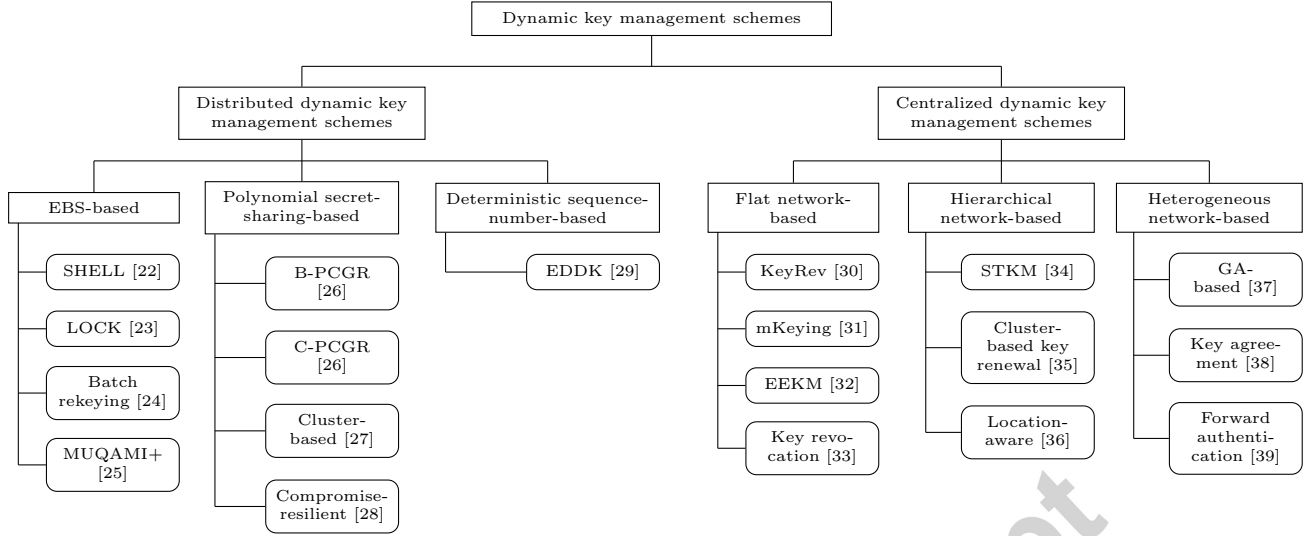 Dynamic key management schemes
Distributed dynamic key
management schemes
Centralized dynamic key
management schemes
EBS-based
Polynomial secret-
sharing-based
Deterministic sequence-
number-based
Flat network-
based
Hierarchical
network-based
Heterogeneous
network-based
SHELL [22]
LOCK [23]
Batch
rekeying [24]
MUQAMI+
[25]
B-PCGR
[26]
C-PCGR
[26]
Cluster-
based [27]
Compromise-
resilient [28]
EDDK [29]
KeyRev [30]
mKeying [31]
EEKM [32]
Key revo-
cation [33]
STKM [34]
Cluster-
based key
renewal [35]
Location-
aware [36]
GA-
based [37]
Key agree-
ment [38]
Forward
authenti-
cation [39]